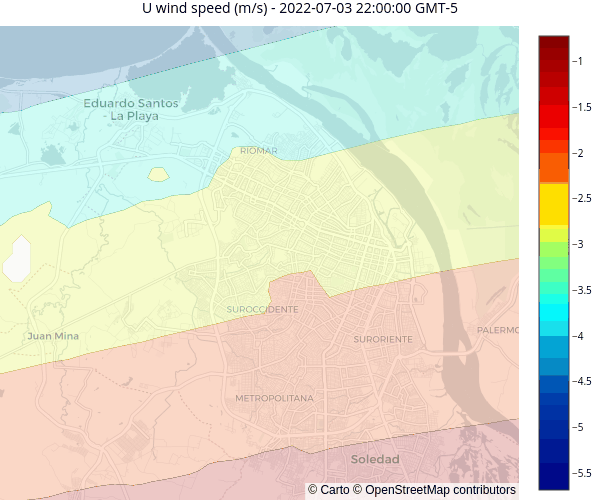 U wind speed (m/s) - 2022-07-03 22:00:00 GMT-5
Eduardo Santos
- La Playa
RIOMAR
SUROCCIDENTE
Juan Mina
SURORIENTE
PALERMO
METROPOLITANA
Soledad
© Carto © OpenStreetMap contributors
−1
−1.5
−2
−2.5
−3
−3.5
−4
−4.5
−5
−5.5